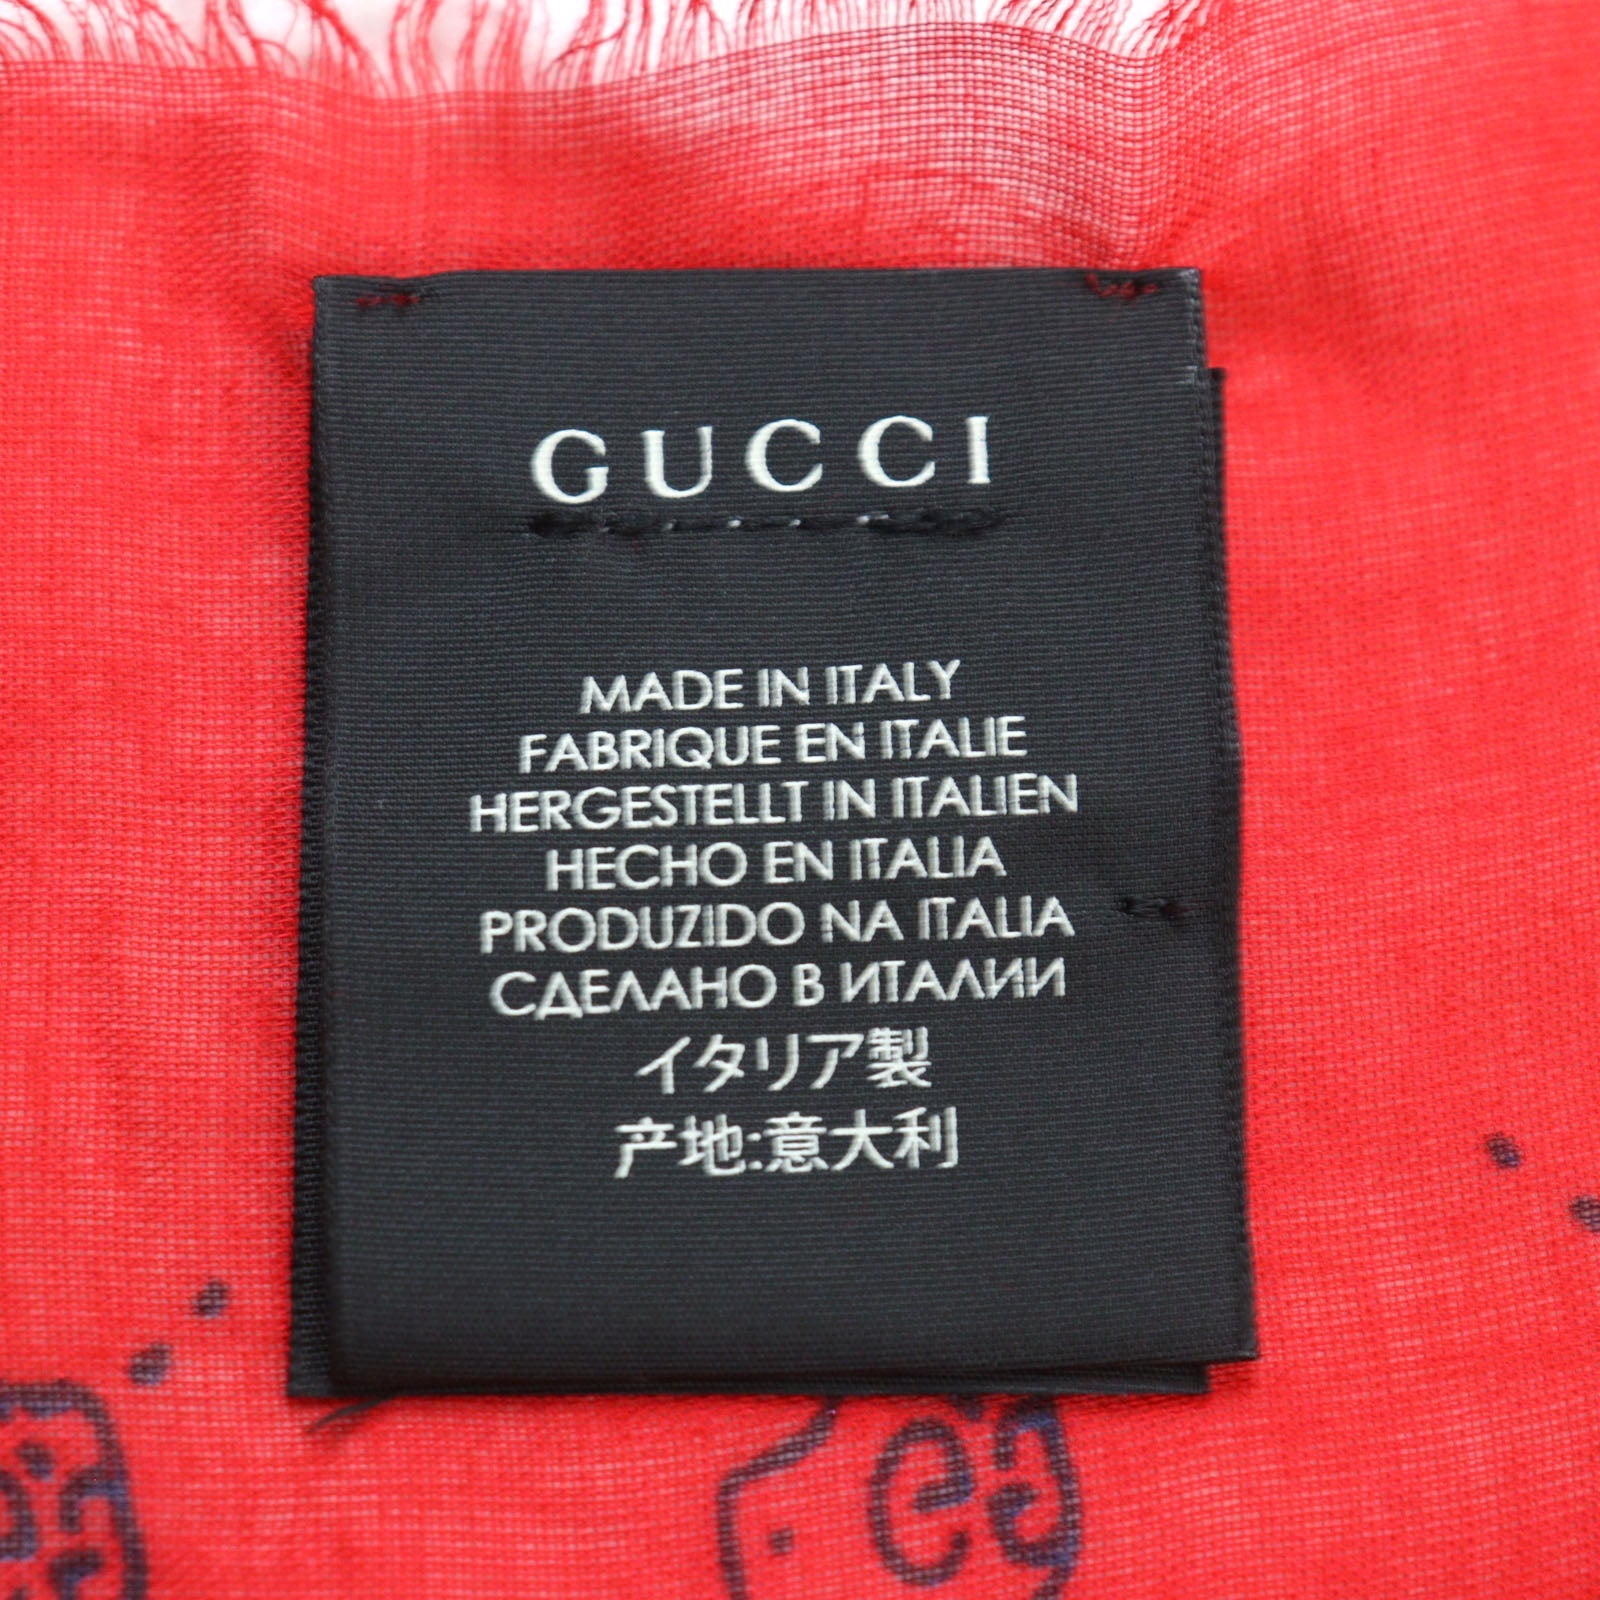 GUCCI
MADE IN ITALY
FABRIQUE EN ITALIE
HERGESTELLT IN ITALIEN
HECHO EN ITALIA
PRODUZIDO NA ITALIA
СДЕЛАНО В ИТАЛИИ
イタリア製
产地:意大利